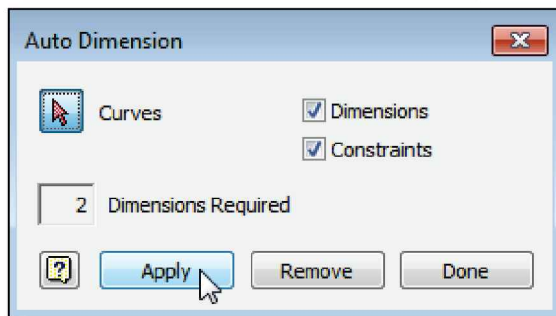 Auto Dimension
Curves
Dimensions
Constraints
2 Dimensions Required
? Apply Remove Done